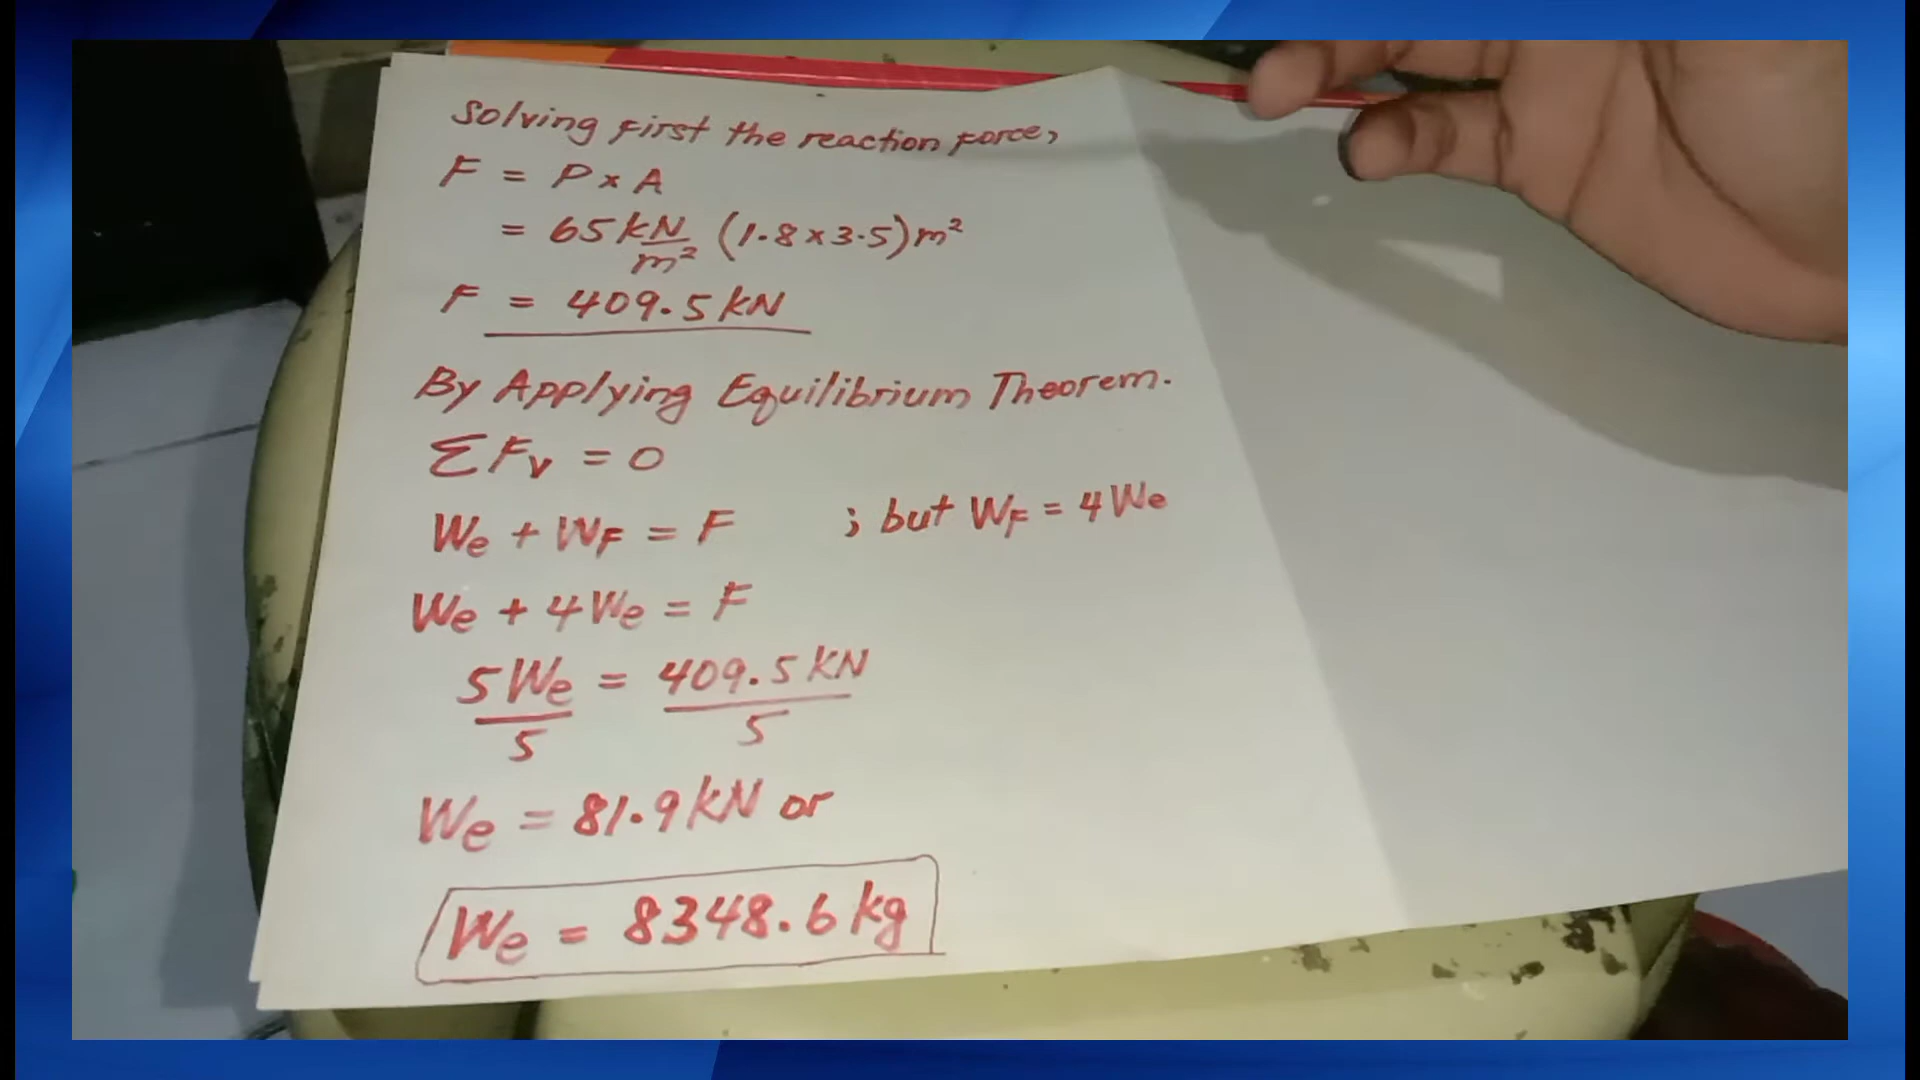 Solving first the reaction force,
F = P x A
= 65 kN/m² (1.8 x 3.5) m²
F = 409.5 kN
By Applying Equilibrium Theorem.
ΣFv = 0
We + WF = F ; but WF = 4We
We + 4We = F
5We/5 = 409.5 kN/5
We = 81.9 kN or
We = 8348.6 kg